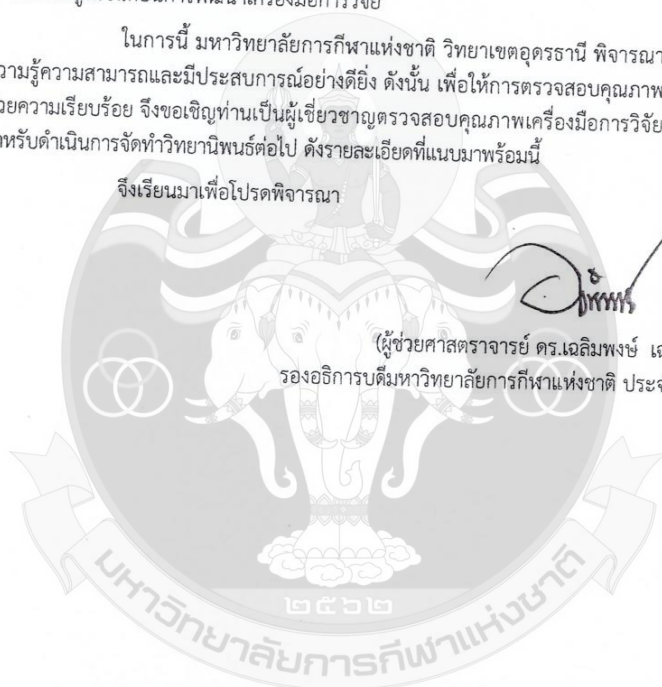 ในการนี้ มหาวิทยาลัยการกีฬาแห่งชาติ วิทยาเขตอุดรธานี พิจารณา
วามรู้ความสามารถและมีประสบการณ์อย่างดียิ่ง ดังนั้น เพื่อให้การตรวจสอบคุณภาพ
วยความเรียบร้อย จึงขอเชิญท่านเป็นผู้เชี่ยวชาญตรวจสอบคุณภาพเครื่องมือการวิจัย
าหรับดำเนินการจัดทำวิทยานิพนธ์ต่อไป ดังรายละเอียดที่แนบมาพร้อมนี้
จึงเรียนมาเพื่อโปรดพิจารณา
(ผู้ช่วยศาสตราจารย์ ดร.เฉลิมพงษ์
รองอธิการบดีมหาวิทยาลัยการกีฬาแห่งชาติ ประจ
๒๕๖๒
มหาวิทยาลัยการกีฬาแห่งชาติ